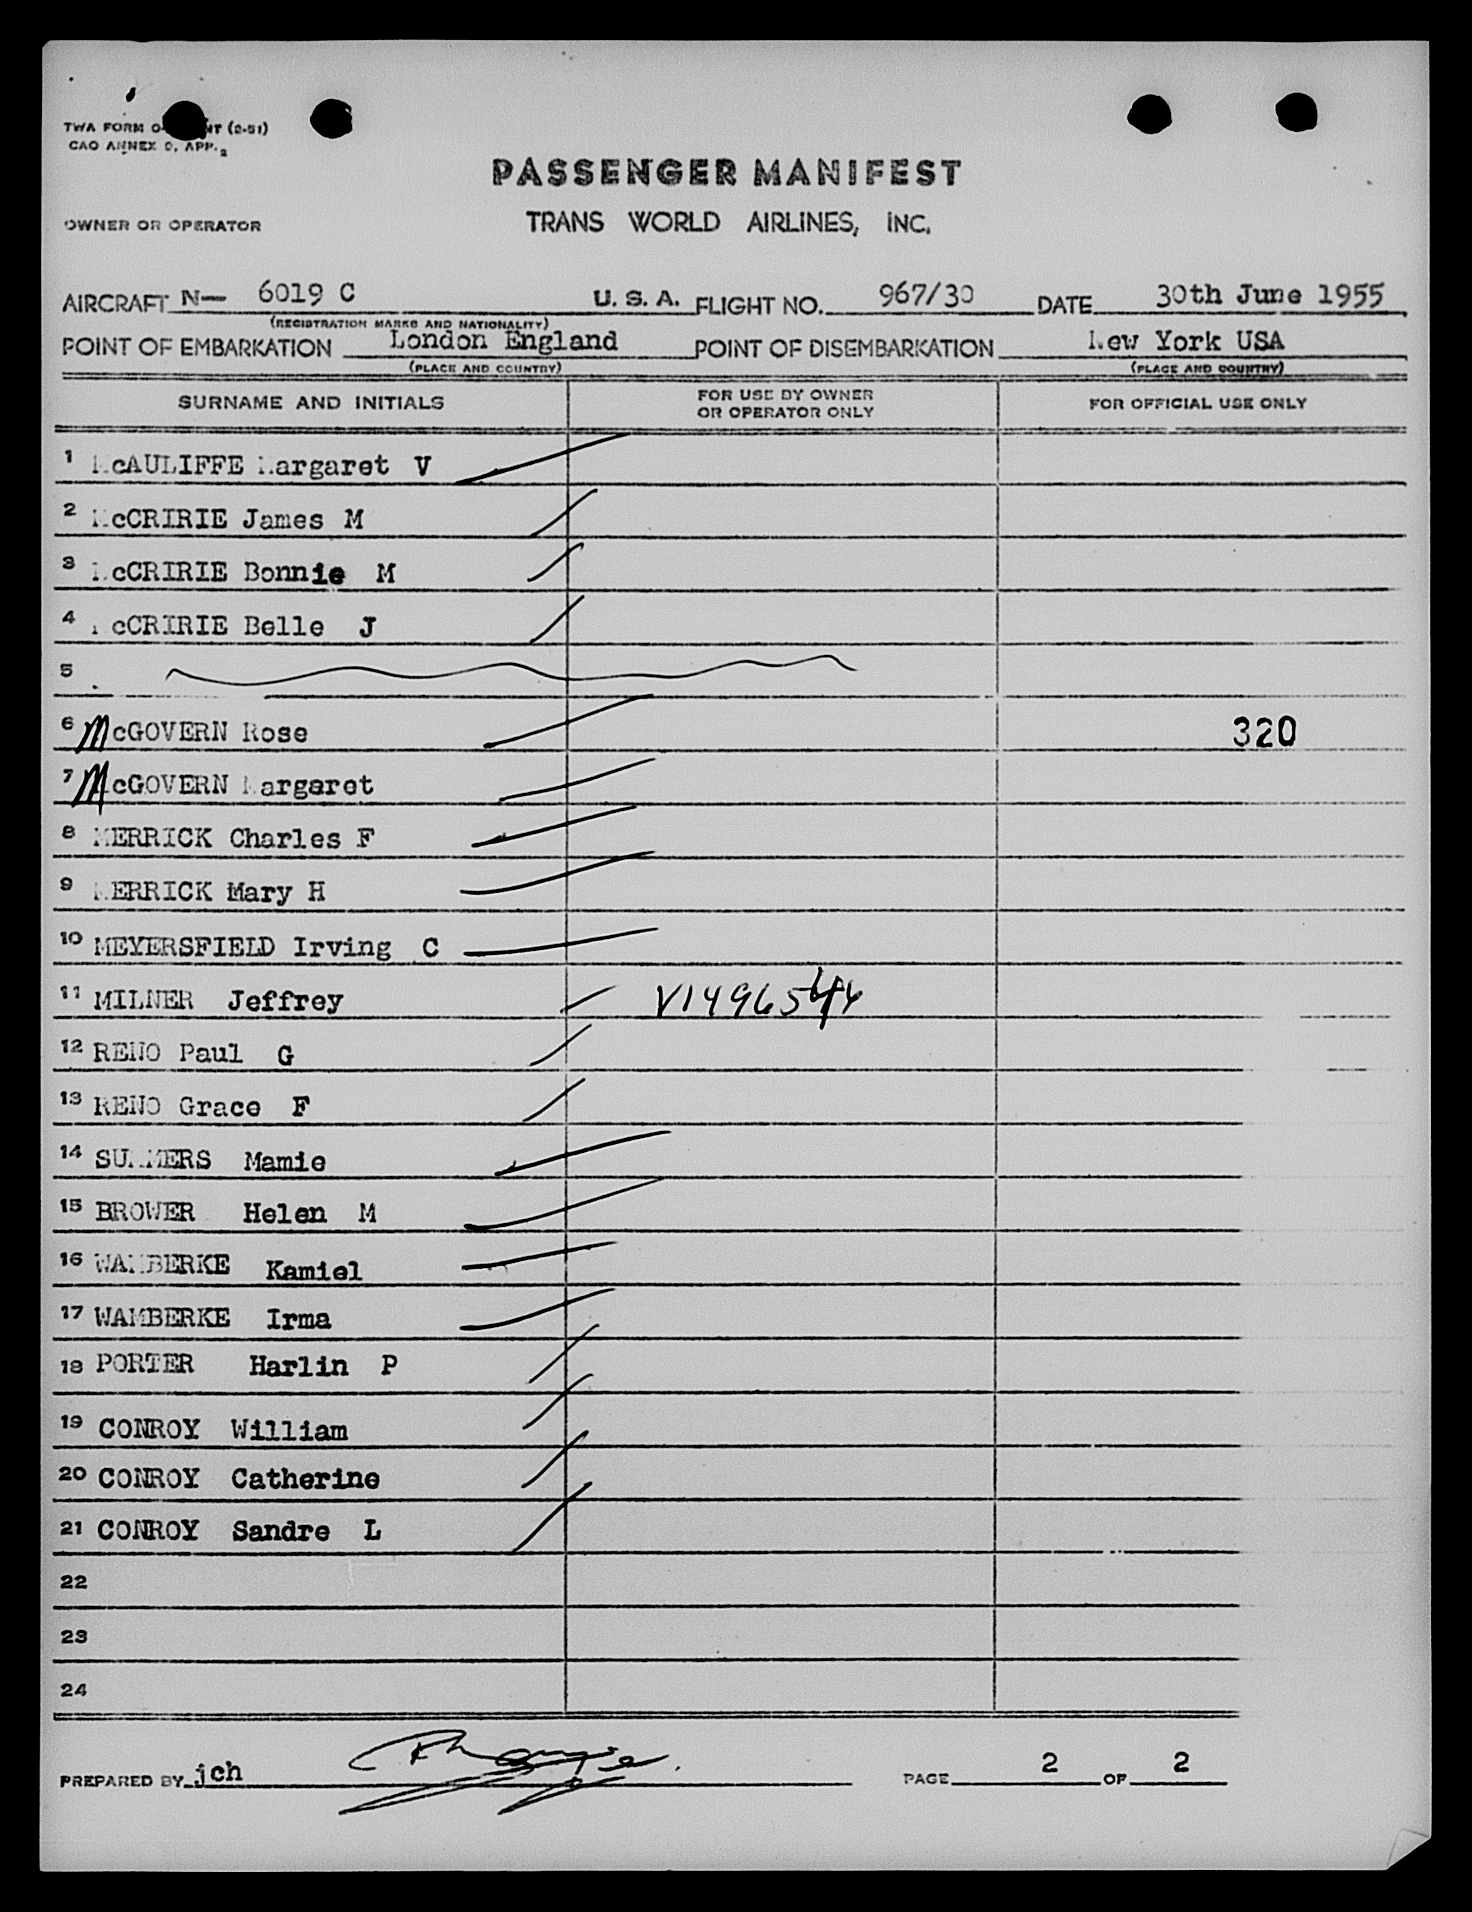 TWA FORM O- NT (2-51)
CAO ANNEX 9, APP. 2
PASSENGER MANIFEST
OWNER OR OPERATOR
TRANS WORLD AIRLINES, INC.
AIRCRAFT N— 6019 C U. S. A. FLIGHT NO. 967/30 DATE 30th June 1955
(REGISTRATION MARKS AND NATIONALITY)
POINT OF EMBARKATION London England POINT OF DISEMBARKATION New York USA
(PLACE AND COUNTRY) (PLACE AND COUNTRY)
SURNAME AND INITIALS FOR USE BY OWNER OR OPERATOR ONLY FOR OFFICIAL USE ONLY
1 McAULIFFE Margaret V
2 McCRIRIE James M
3 McCRIRIE Bonnie M
4 McCRIRIE Belle J
5
6 McGOVERN Rose 320
7 McGOVERN Margaret
8 MERRICK Charles F
9 MERRICK Mary H
10 MEYERSFIELD Irving C
11 MILNER Jeffrey
12 RENO Paul G
13 RENO Grace F
14 SUMMERS Mamie
15 BROWER Helen M
16 WAMBERKE Kamiel
17 WAMBERKE Irma
18 PORTER Harlin P
19 CONROY William
20 CONROY Catherine
21 CONROY Sandre L
22
23
24
PREPARED BY jch PAGE 2 OF 2